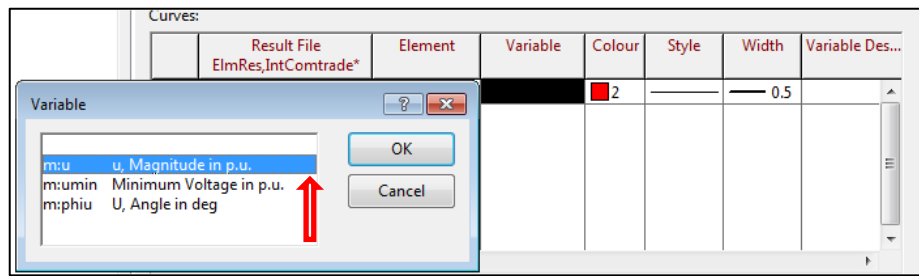 Curves:
Result File
ElmRes,IntComtrade*
Element
Variable
Colour
Style
Width
Variable Des...
2
0.5
Variable
?
OK
Cancel
m:u u, Magnitude in p.u.
m:umin Minimum Voltage in p.u.
m:phiu U, Angle in deg